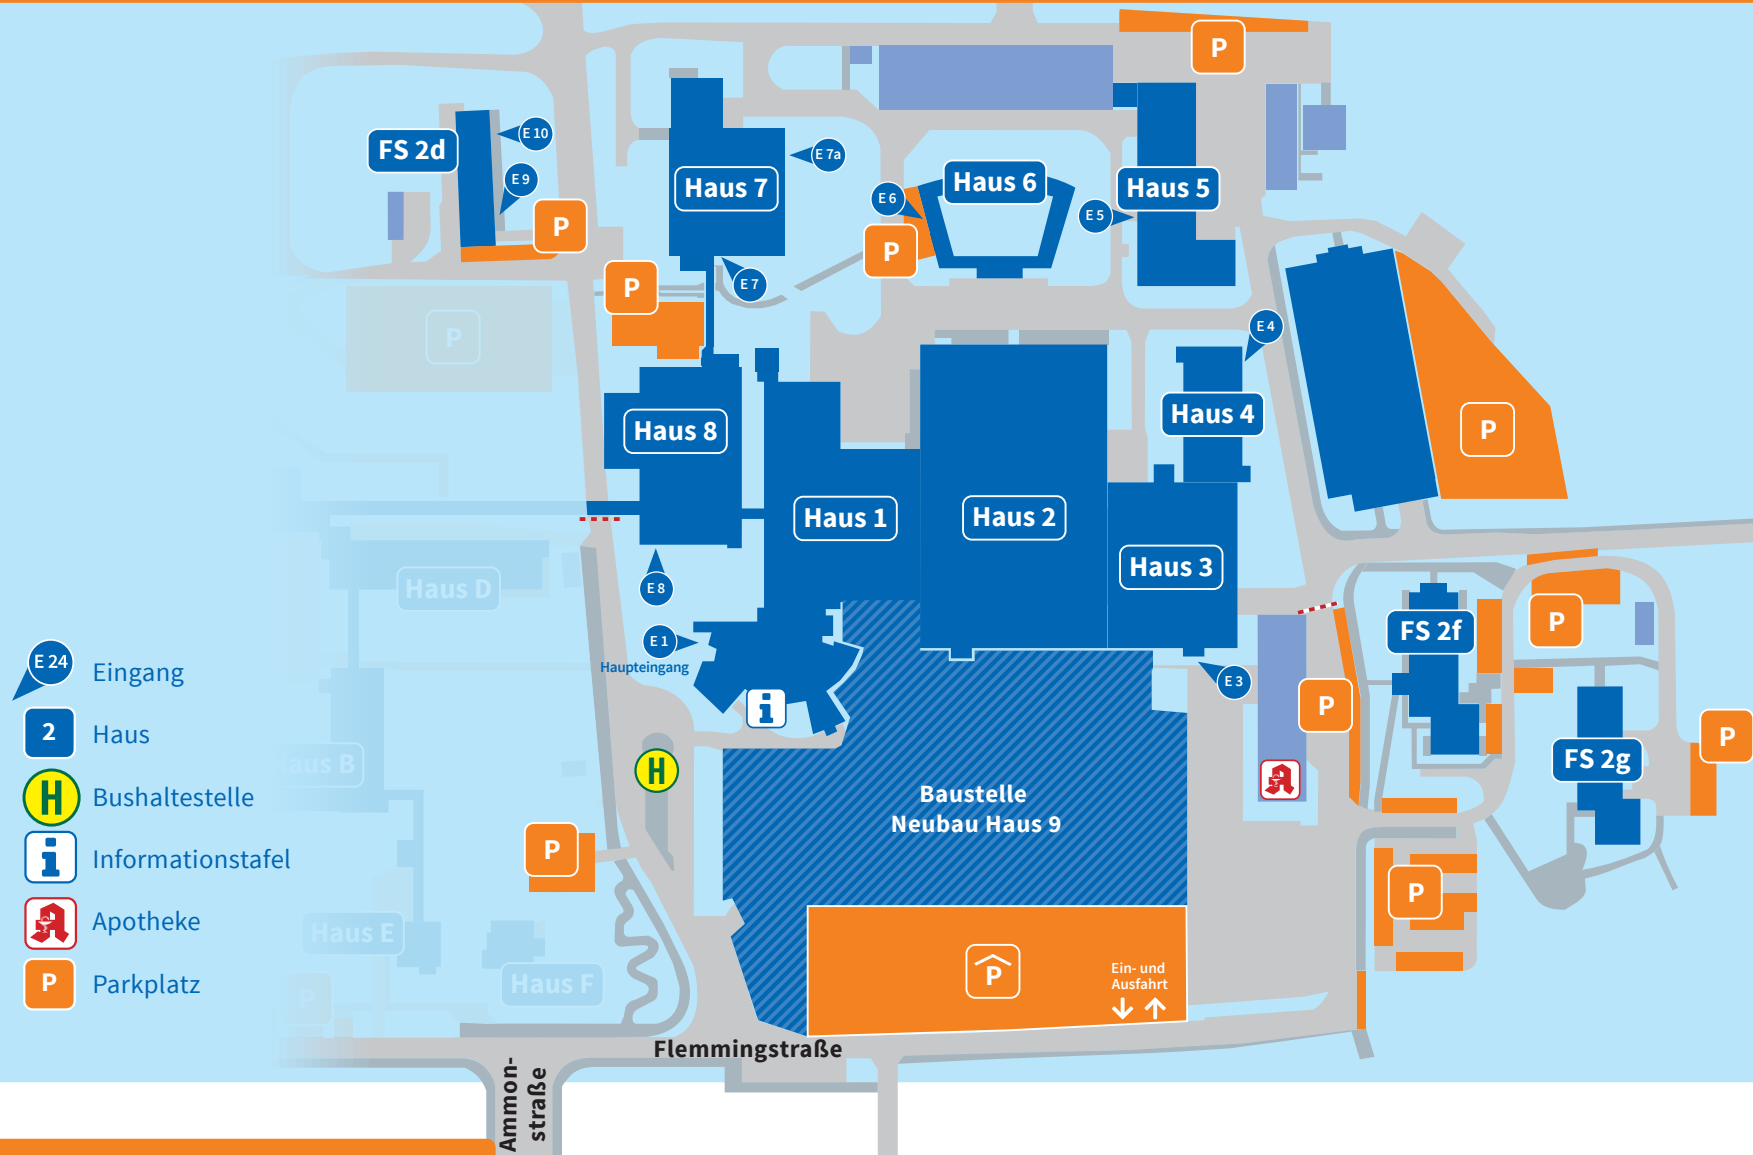 P
FS 2d
E 10
E 9
P
Haus 7
E 7a
E 7
P
Haus 6
E 6
P
Haus 5
E 5
P
E 4
Haus 4
P
Haus 8
E 8
Haus 1
Haus 2
Haus 3
E 3
E 1
Haupteingang
i
H
Haus D
aus B
Haus E
Haus F
P
P
Baustelle
Neubau Haus 9
P
Ein- und
Ausfahrt
P
FS 2f
P
FS 2g
P
P
E 24
Eingang
2
Haus
H
Bushaltestelle
i
Informationstafel
Apotheke
P
Parkplatz
Flemmingstraße
Ammon-
straße